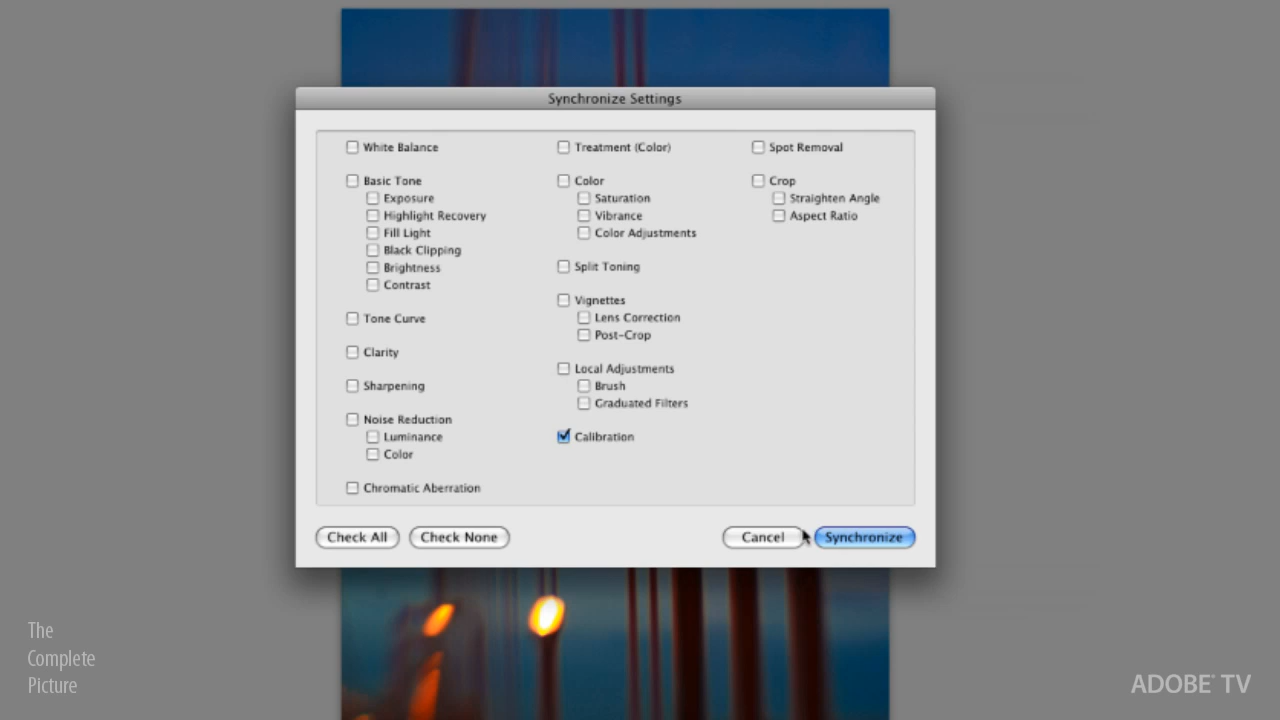 Synchronize Settings
White Balance
Basic Tone
Exposure
Highlight Recovery
Fill Light
Black Clipping
Brightness
Contrast
Tone Curve
Clarity
Sharpening
Noise Reduction
Luminance
Color
Chromatic Aberration
Treatment (Color)
Color
Saturation
Vibrance
Color Adjustments
Split Toning
Vignettes
Lens Correction
Post-Crop
Local Adjustments
Brush
Graduated Filters
Calibration
Spot Removal
Crop
Straighten Angle
Aspect Ratio
Check All
Check None
Cancel
Synchronize
The
Complete
Picture
ADOBE® TV